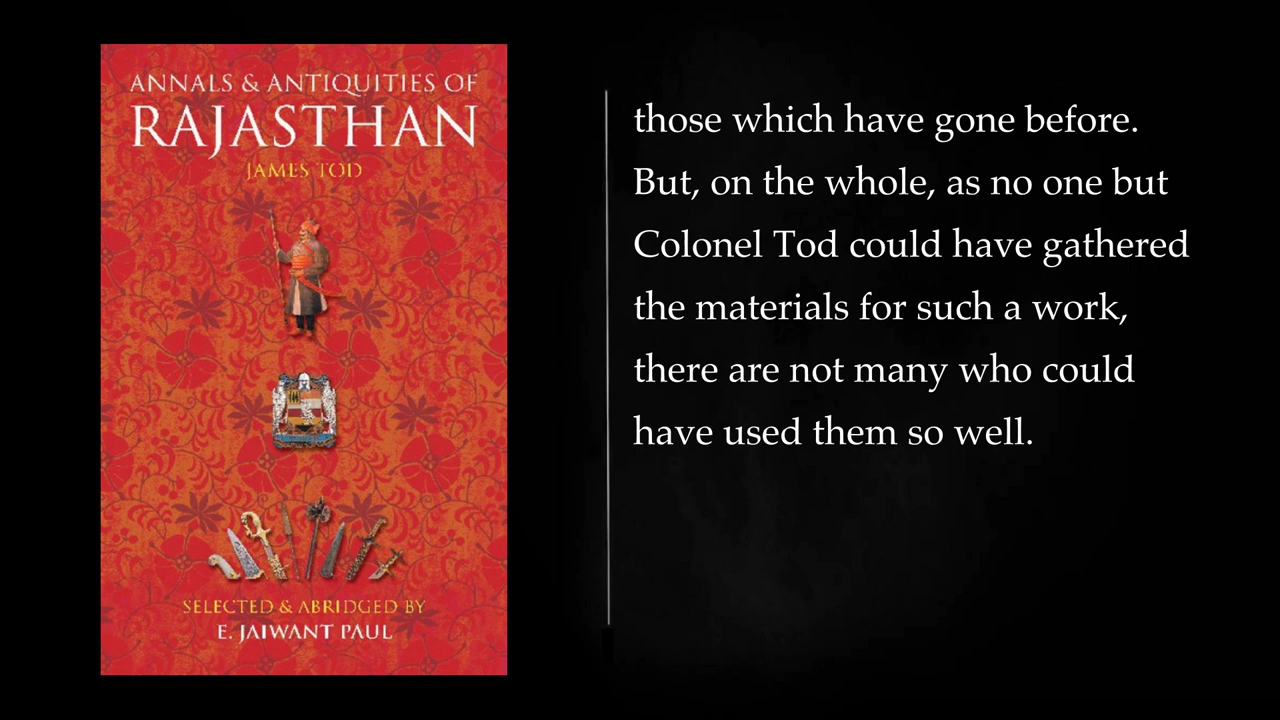 ANNALS & ANTIQUITIES OF
RAJASTHAN
JAMES TOD
SELECTED & ABRIDGED BY
E. JAIWANT PAUL
those which have gone before.
But, on the whole, as no one but
Colonel Tod could have gathered
the materials for such a work,
there are not many who could
have used them so well.